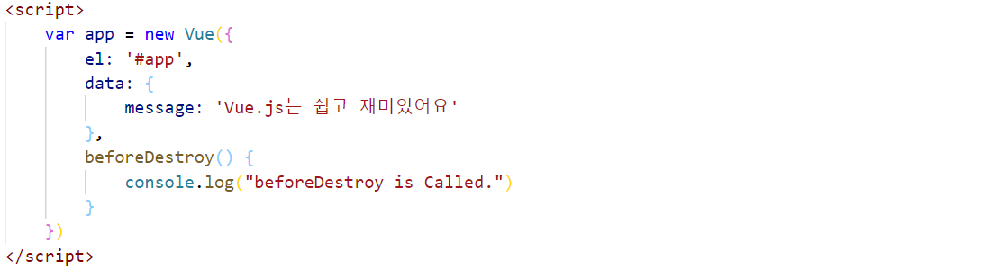 <script>
    var app = new Vue({
        el: '#app',
        data: {
            message: 'Vue.js는 쉽고 재미있어요'
        },
        beforeDestroy() {
            console.log("beforeDestroy is Called.")
        }
    })
</script>